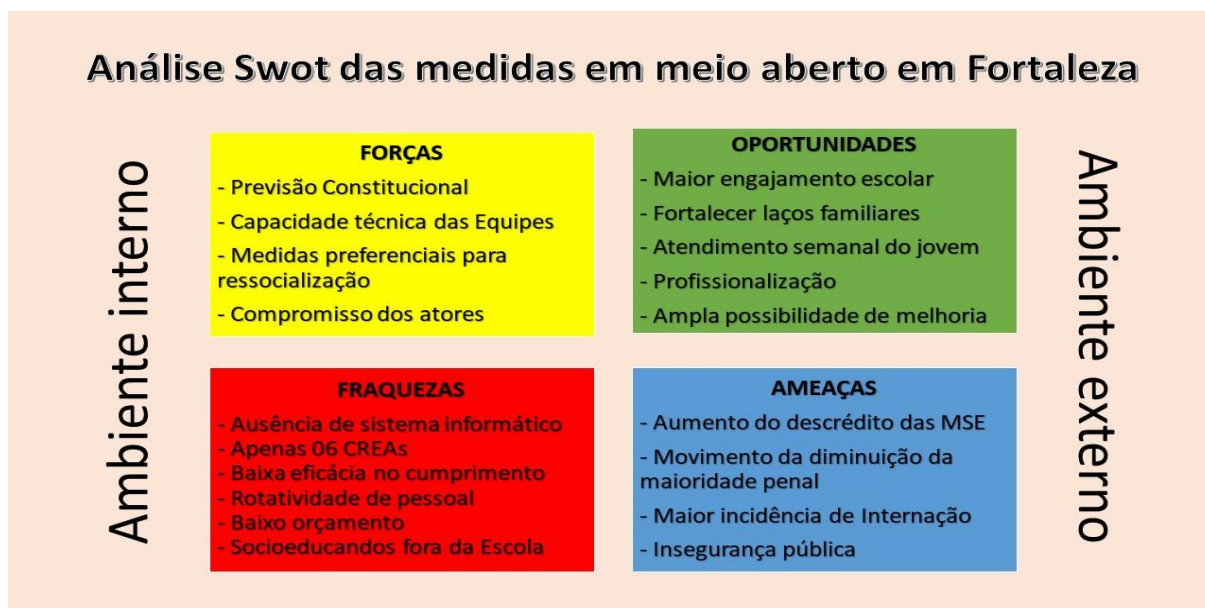 Análise Swot das medidas em meio aberto em Fortaleza
Ambiente interno
FORÇAS
- Previsão Constitucional
- Capacidade técnica das Equipes
- Medidas preferenciais para
ressocialização
- Compromisso dos atores
OPORTUNIDADES
- Maior engajamento escolar
- Fortalecer laços familiares
- Atendimento semanal do jovem
- Profissionalização
- Ampla possibilidade de melhoria
FRAQUEZAS
- Ausência de sistema informático
- Apenas 06 CREAs
- Baixa eficácia no cumprimento
- Rotatividade de pessoal
- Baixo orçamento
- Socioeducandos fora da Escola
AMEAÇAS
- Aumento do descrédito das MSE
- Movimento da diminuição da
maioridade penal
- Maior incidência de Internação
- Insegurança pública
Ambiente externo